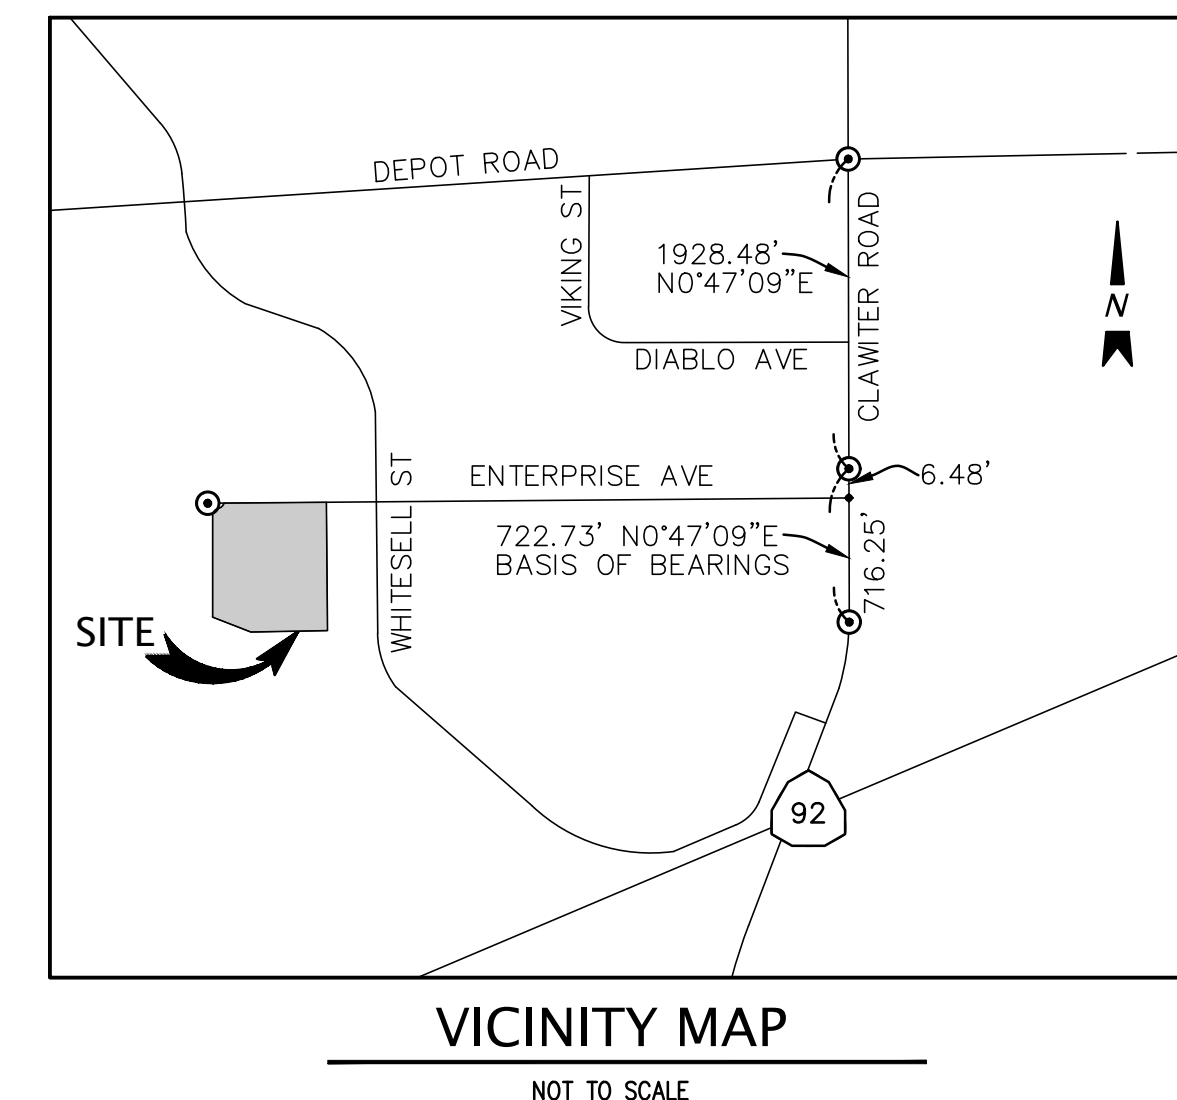 DEPOT ROAD
VIKING ST
1928.48'
N0°47'09"E
CLAWITER ROAD
N
DIABLO AVE
WHITESELL ST
ENTERPRISE AVE
6.48'
722.73' N0°47'09"E
BASIS OF BEARINGS
716.25'
SITE
92
VICINITY MAP
NOT TO SCALE